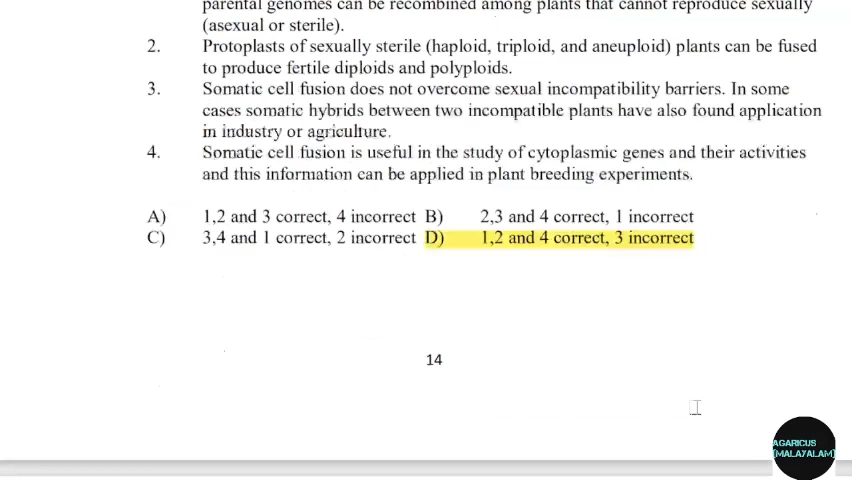 parental genomes can be recombined among plants that cannot reproduce sexually
(asexual or sterile).
2. Protoplasts of sexually sterile (haploid, triploid, and aneuploid) plants can be fused
to produce fertile diploids and polyploids.
3. Somatic cell fusion does not overcome sexual incompatibility barriers. In some
cases somatic hybrids between two incompatible plants have also found application
in industry or agriculture.
4. Somatic cell fusion is useful in the study of cytoplasmic genes and their activities
and this information can be applied in plant breeding experiments.
A) 1,2 and 3 correct, 4 incorrect B) 2,3 and 4 correct, 1 incorrect
C) 3,4 and 1 correct, 2 incorrect D) 1,2 and 4 correct, 3 incorrect
14
AGARICUS
(MALAYALAM)